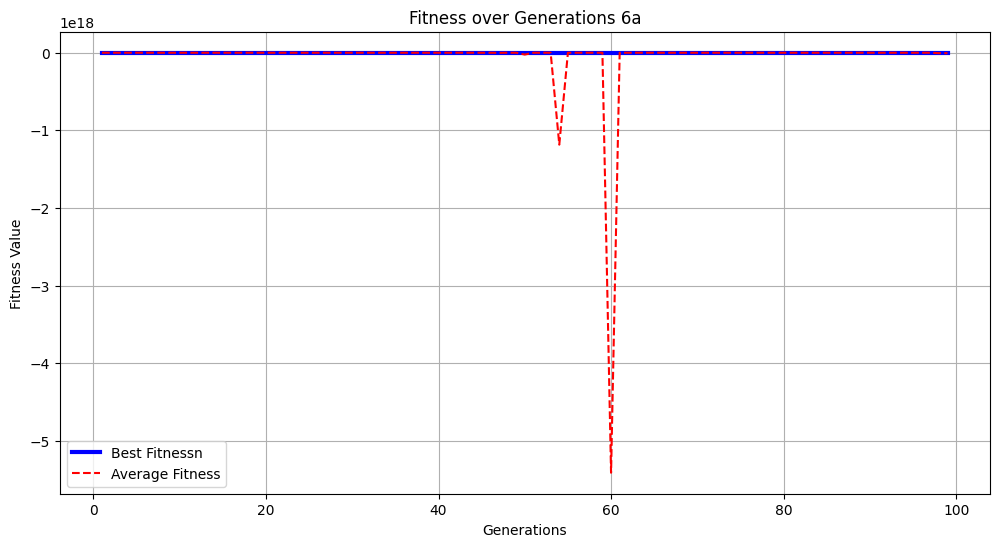 Fitness over Generations 6a
1e18
0
−1
−2
−3
−4
−5
Fitness Value
Best Fitnessn
Average Fitness
0 20 40 60 80 100
Generations